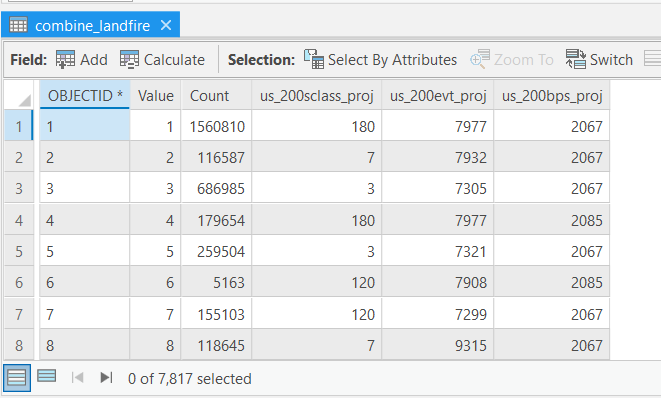 combine_landfire ×
Field: Add Calculate Selection: Select By Attributes Zoom To Switch
OBJECTID * Value Count us_200sclass_proj us_200evt_proj us_200bps_proj
1 1 1 1560810 180 7977 2067
2 2 2 116587 7 7932 2067
3 3 3 686985 3 7305 2067
4 4 4 179654 180 7977 2085
5 5 5 259504 3 7321 2067
6 6 6 5163 120 7908 2085
7 7 7 155103 120 7299 2067
8 8 8 118645 7 9315 2067
0 of 7,817 selected